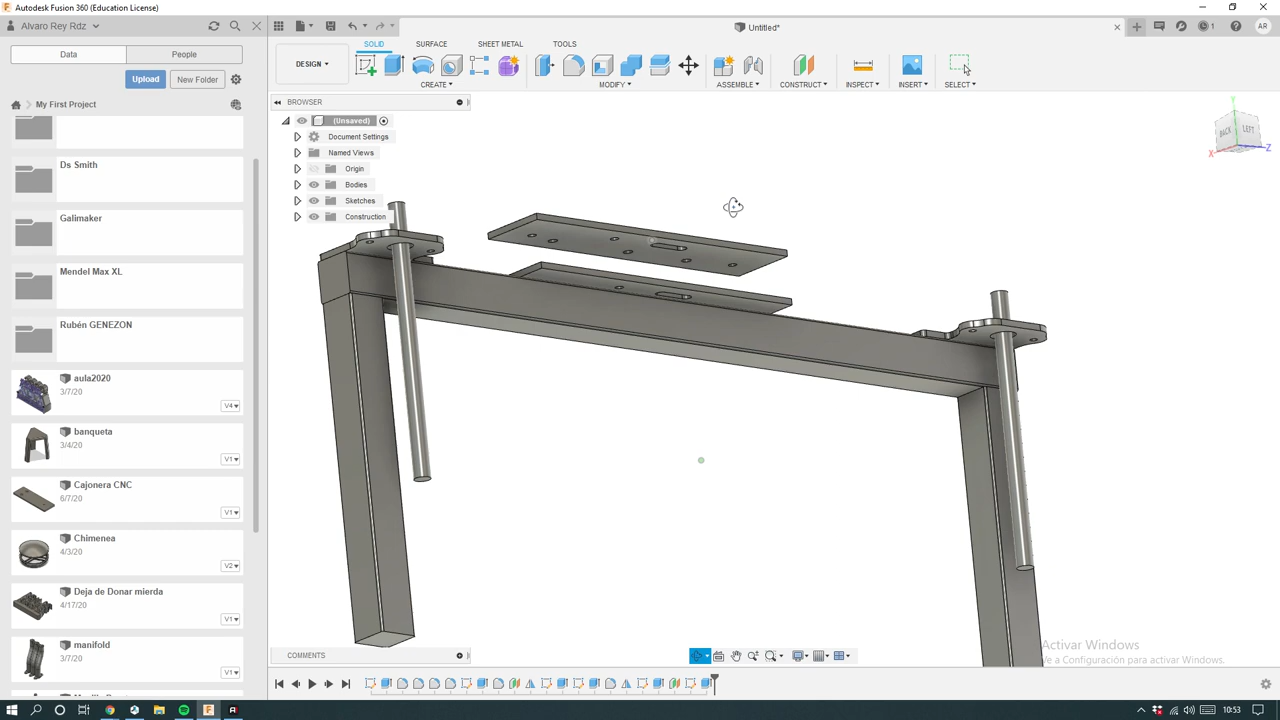 Autodesk Fusion 360 (Education License)
Alvaro Rey Rdz
Untitled*
1
AR
Data
People
Upload
New Folder
My First Project
Ds Smith
Galimaker
Mendel Max XL
Rubén GENEZON
aula2020
3/7/20
V4
banqueta
3/4/20
V1
Cajonera CNC
6/7/20
V1
Chimenea
4/3/20
V2
Deja de Donar mierda
4/17/20
V1
manifold
3/7/20
V1
SOLID
SURFACE
SHEET METAL
TOOLS
DESIGN
CREATE
MODIFY
ASSEMBLE
CONSTRUCT
INSPECT
INSERT
SELECT
BROWSER
(Unsaved)
Document Settings
Named Views
Origin
Bodies
Sketches
Construction
Y
BACK
LEFT
X
Z
COMMENTS
Activar Windows
Ve a Configuración para activar Windows.
10:53